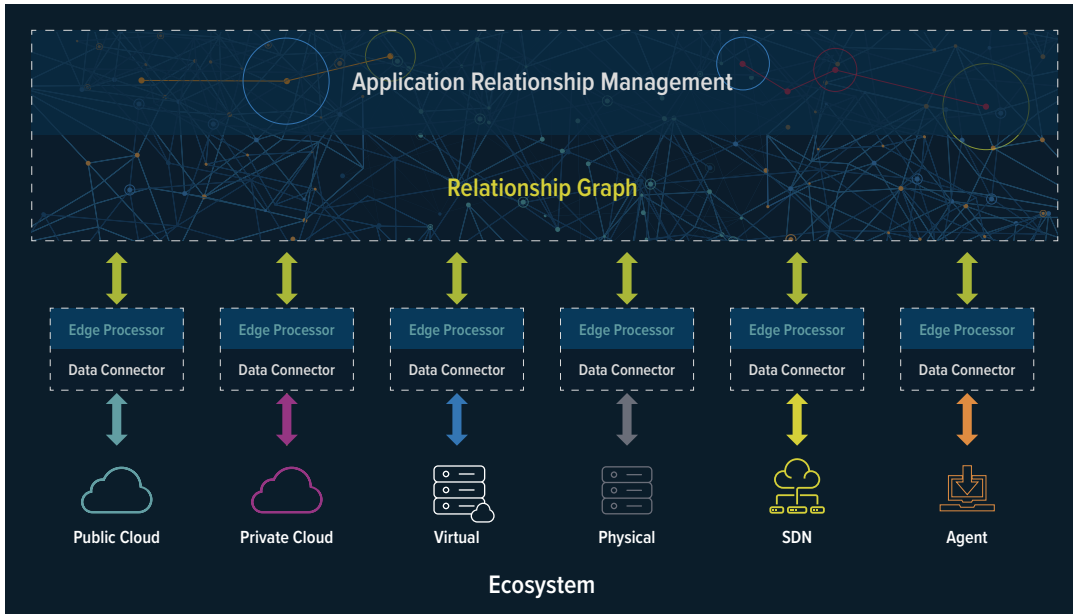 Application Relationship Management
Relationship Graph
Edge Processor
Edge Processor
Edge Processor
Edge Processor
Edge Processor
Edge Processor
Data Connector
Data Connector
Data Connector
Data Connector
Data Connector
Data Connector
Public Cloud
Private Cloud
Virtual
Physical
SDN
Agent
Ecosystem